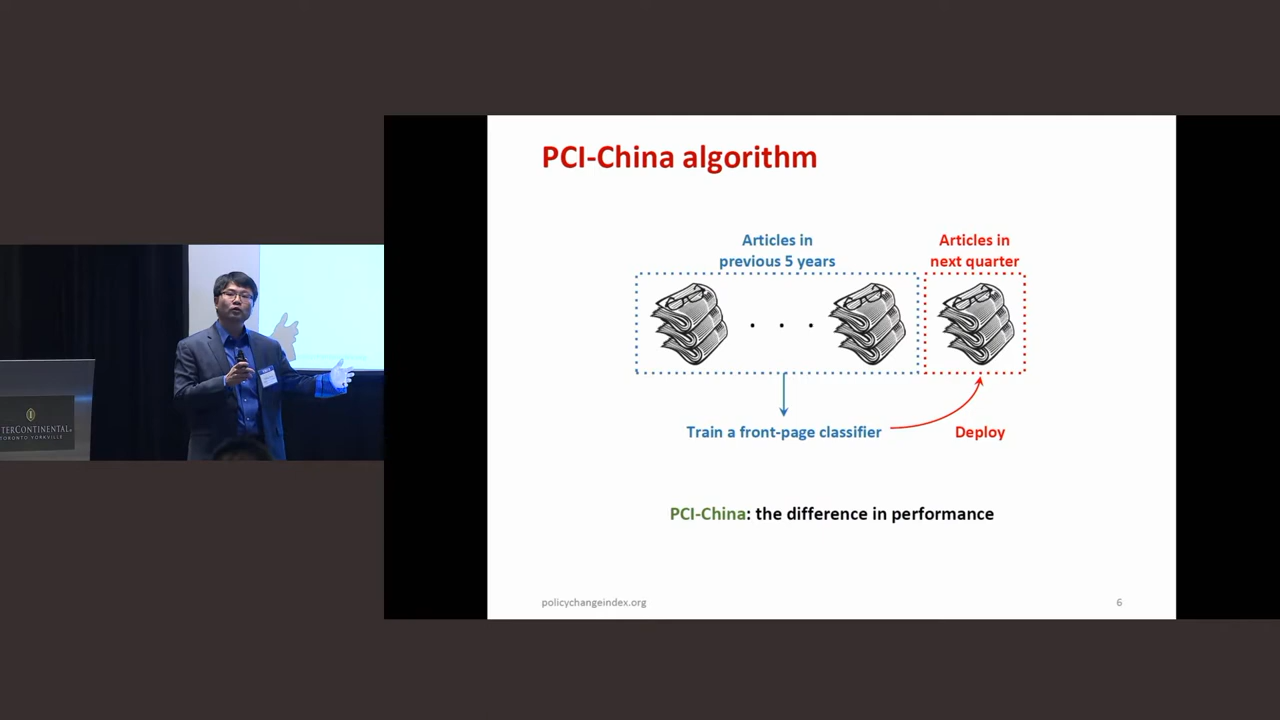 PCI-China algorithm
Articles in
previous 5 years
Articles in
next quarter
. . .
Train a front-page classifier
Deploy
PCI-China: the difference in performance
policychangeindex.org
6
TERCONTINENTAL
TORONTO YORKVILLE